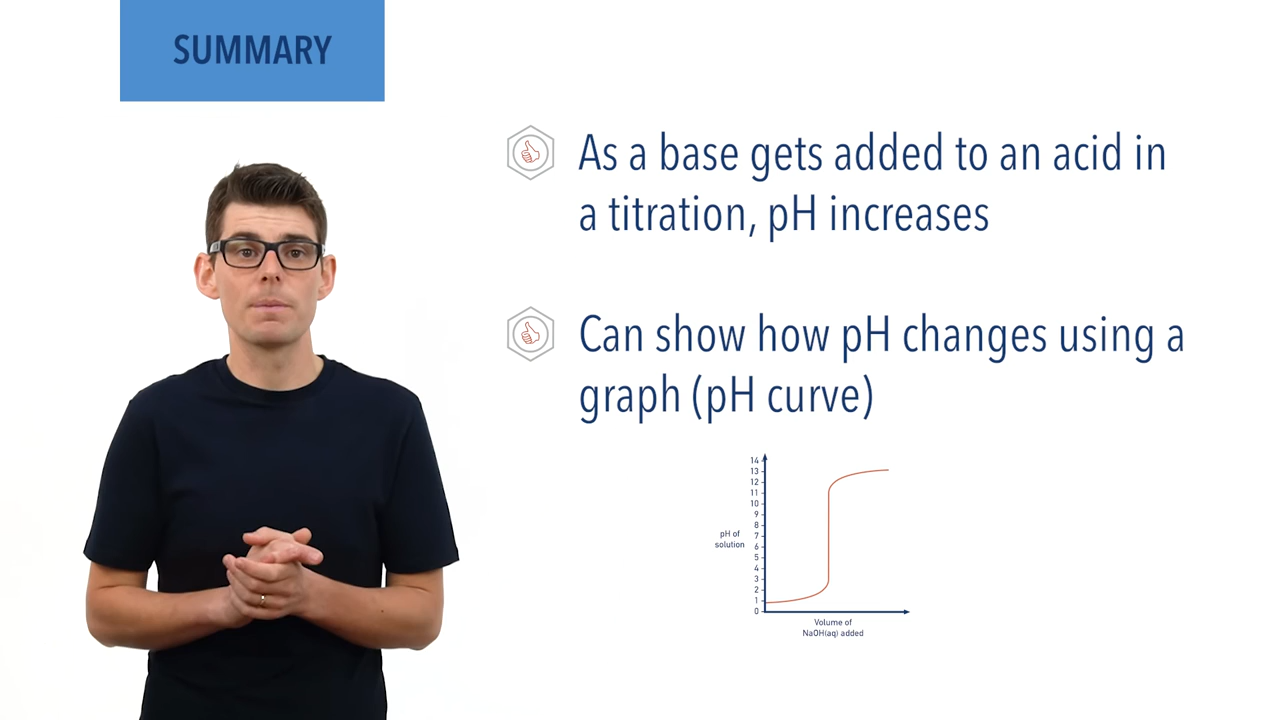 SUMMARY
As a base gets added to an acid in
a titration, pH increases
Can show how pH changes using a
graph (pH curve)
14
13
12
11
10
9
8
7
6
5
4
3
2
1
0
pH of
solution
Volume of
NaOH(aq) added